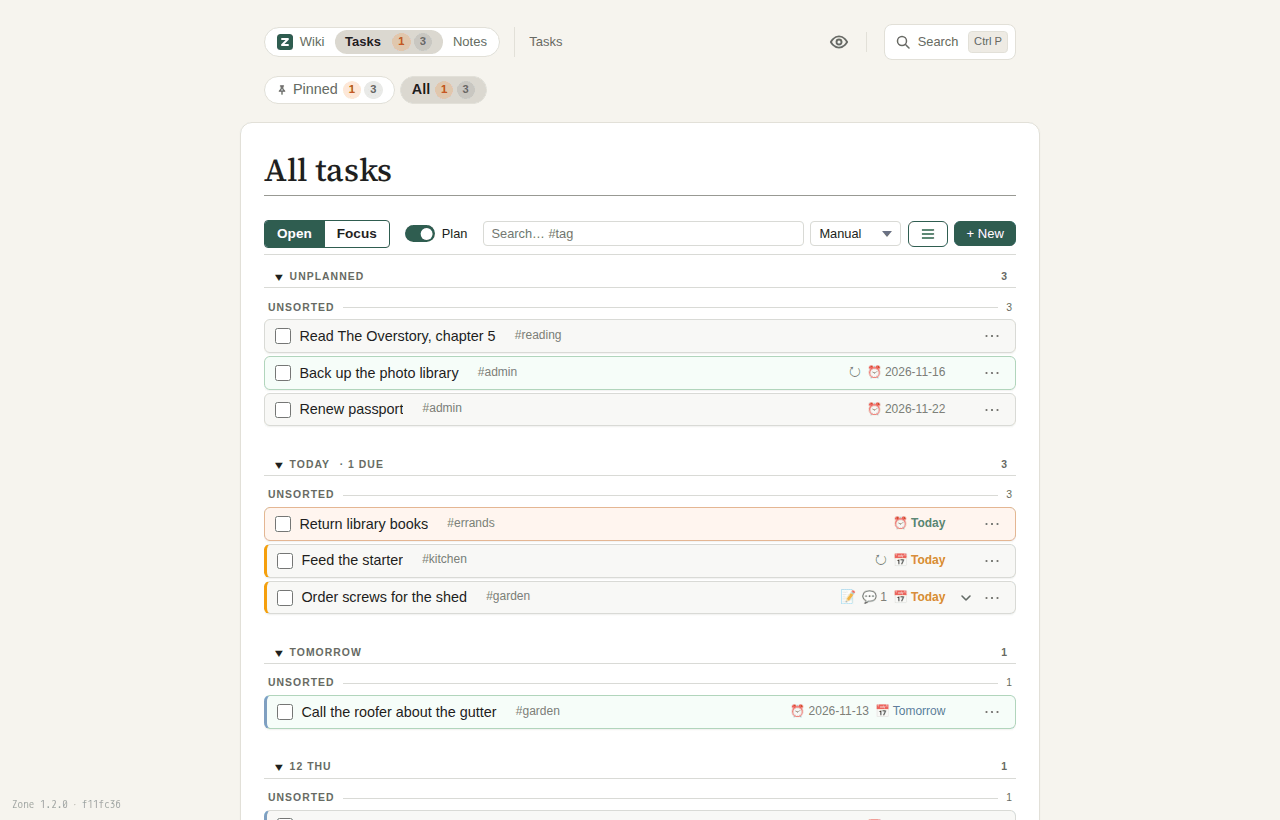 Wiki Tasks 1 3 Notes Tasks Search Ctrl P
Pinned 1 3 All 1 3
All tasks
Open Focus Plan Search… #tag Manual + New
UNPLANNED 3
UNSORTED 3
Read The Overstory, chapter 5 #reading
Back up the photo library #admin 2026-11-16
Renew passport #admin 2026-11-22
TODAY · 1 DUE 3
UNSORTED 3
Return library books #errands Today
Feed the starter #kitchen Today
Order screws for the shed #garden 1 Today
TOMORROW 1
UNSORTED 1
Call the roofer about the gutter #garden 2026-11-13 Tomorrow
12 THU 1
UNSORTED 1
Zone 1.2.0 · f11fc36